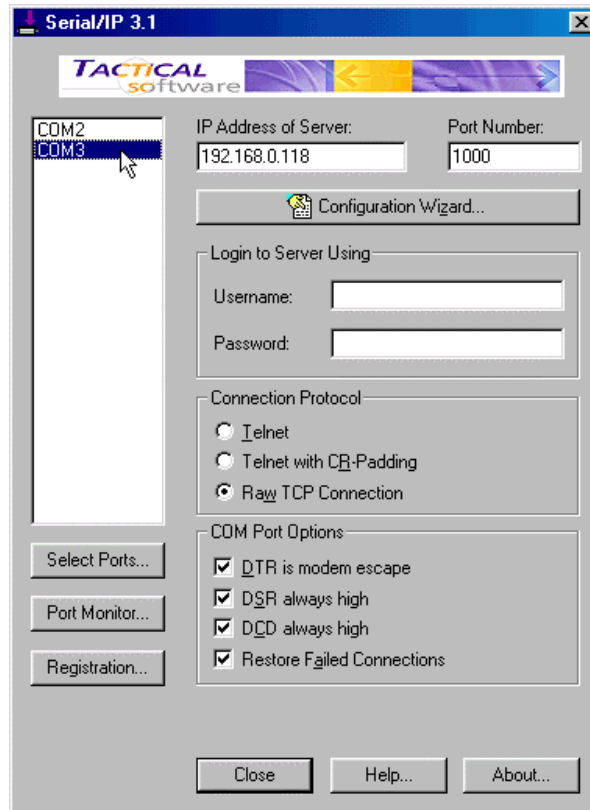 Serial/IP 3.1
TACTiCAL
software
COM2
COM3
IP Address of Server:
Port Number:
192.168.0.118
1000
Configuration Wizard...
Login to Server Using
Username:
Password:
Connection Protocol
Telnet
Telnet with CR-Padding
Raw TCP Connection
COM Port Options
DTR is modem escape
DSR always high
DCD always high
Restore Failed Connections
Select Ports...
Port Monitor...
Registration...
Close
Help...
About...